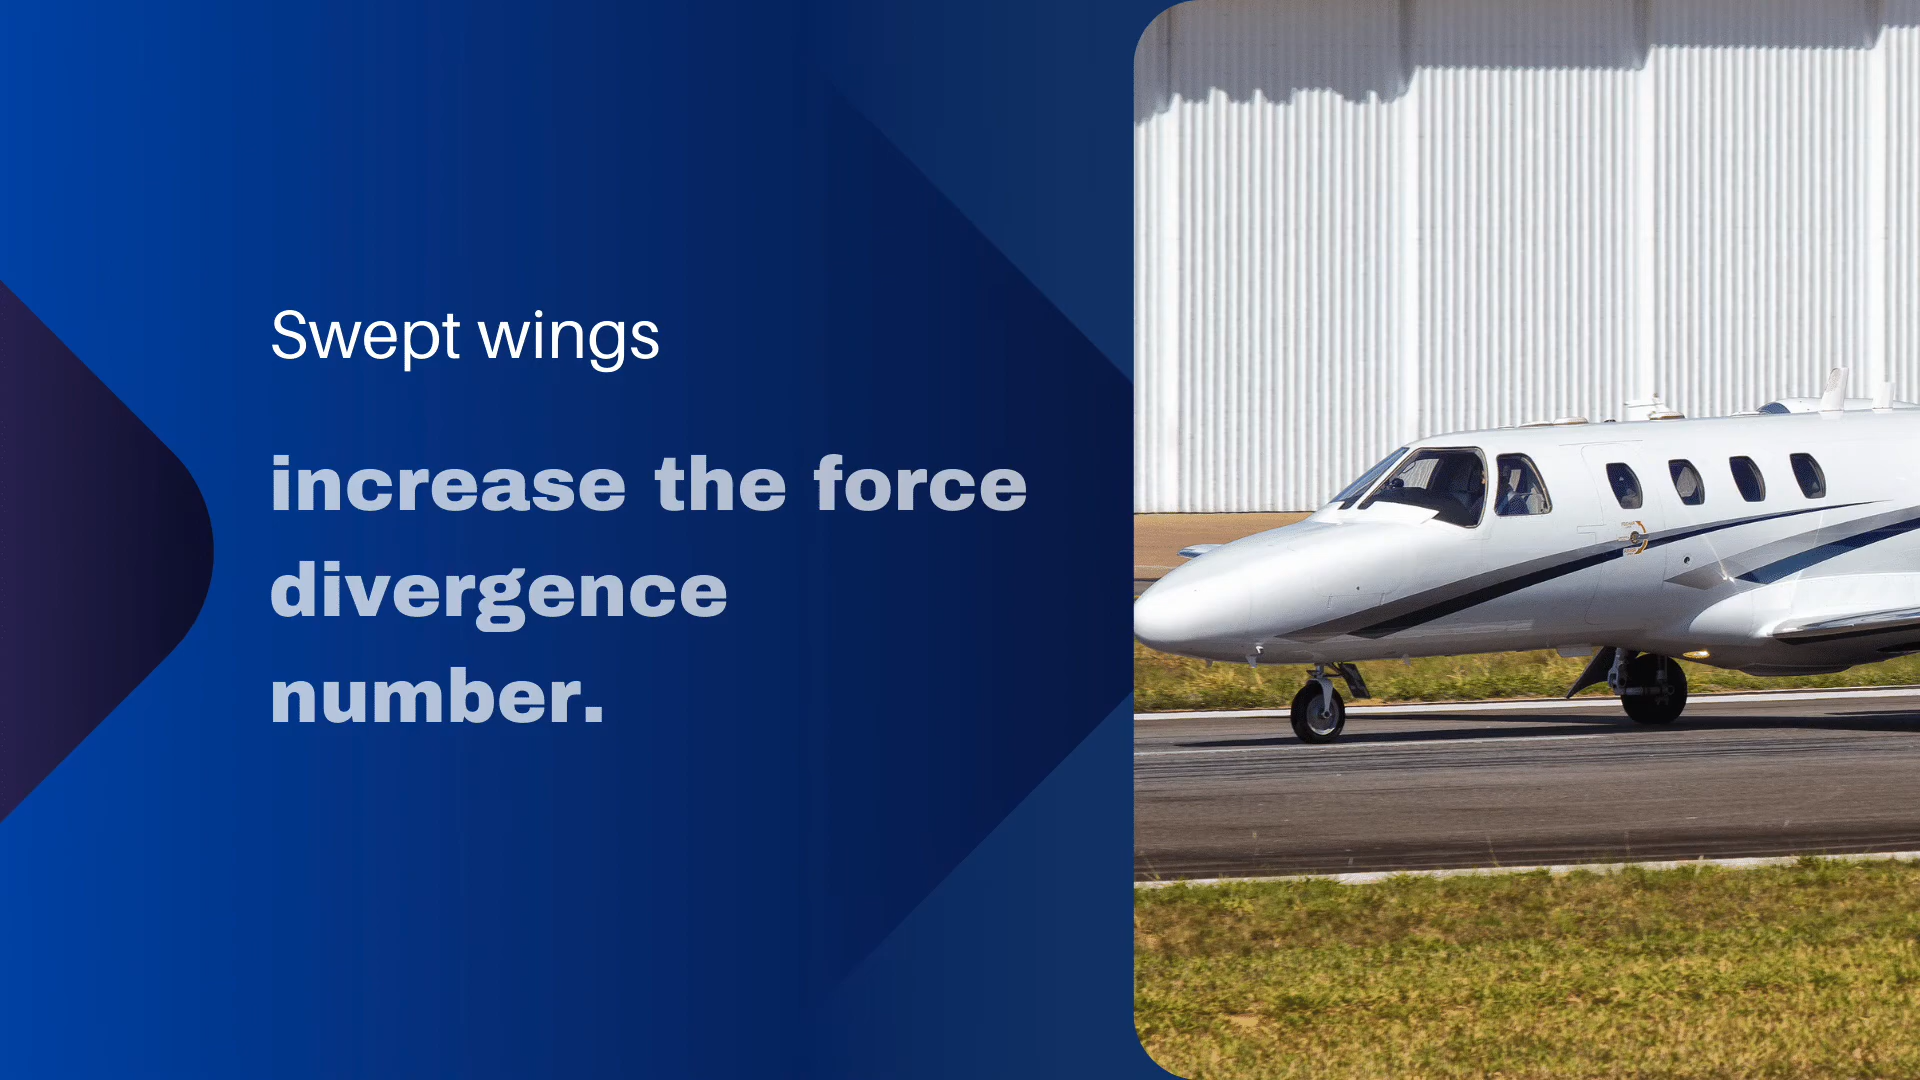 Swept wings
increase the force
divergence
number.